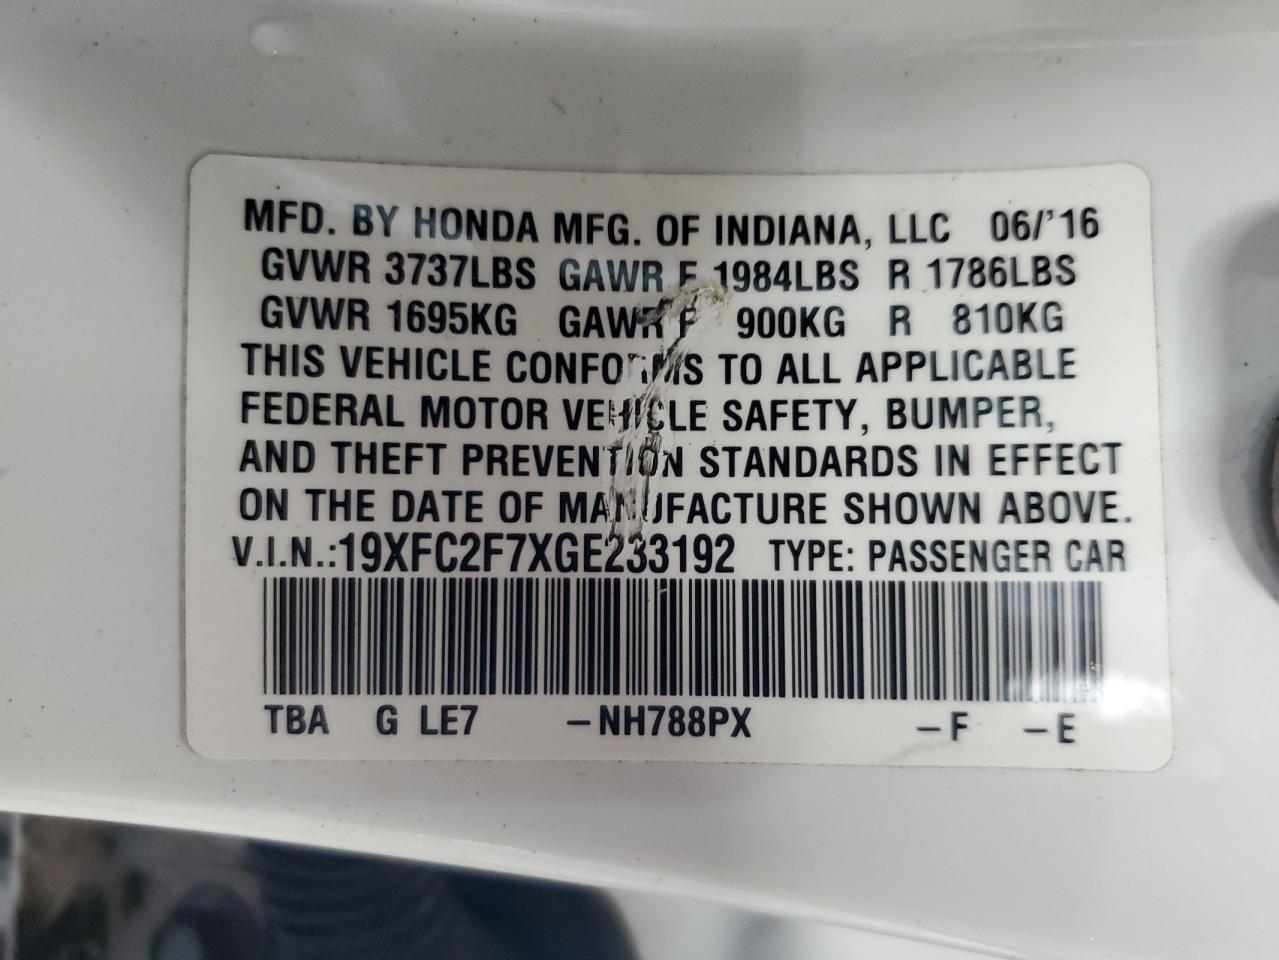 MFD. BY HONDA MFG. OF INDIANA, LLC 06/'16
GVWR 3737LBS GAWR F 1984LBS R 1786LBS
GVWR 1695KG GAWR F 900KG R 810KG
THIS VEHICLE CONFORMS TO ALL APPLICABLE
FEDERAL MOTOR VEHICLE SAFETY, BUMPER,
AND THEFT PREVENTION STANDARDS IN EFFECT
ON THE DATE OF MANUFACTURE SHOWN ABOVE.
V.I.N.:19XFC2F7XGE233192 TYPE: PASSENGER CAR
TBA G LE7 –NH788PX –F –E